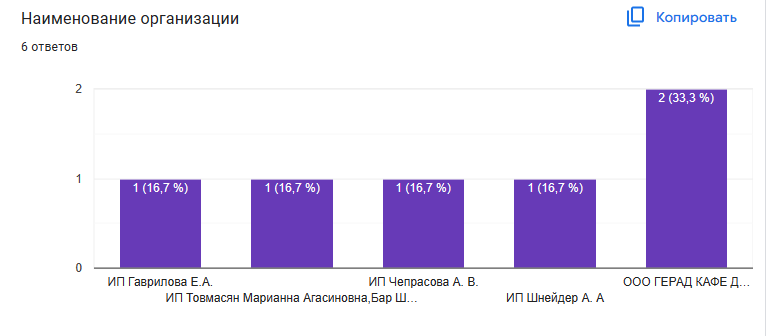 Наименование организации
Копировать
6 ответов
2
1
0
1 (16,7 %)
1 (16,7 %)
1 (16,7 %)
1 (16,7 %)
2 (33,3 %)
ИП Гаврилова Е.А.
ИП Товмасян Марианна Агасиновна,Бар Ш…
ИП Чепрасова А. В.
ИП Шнейдер А. А
ООО ГЕРАД КАФЕ Д…